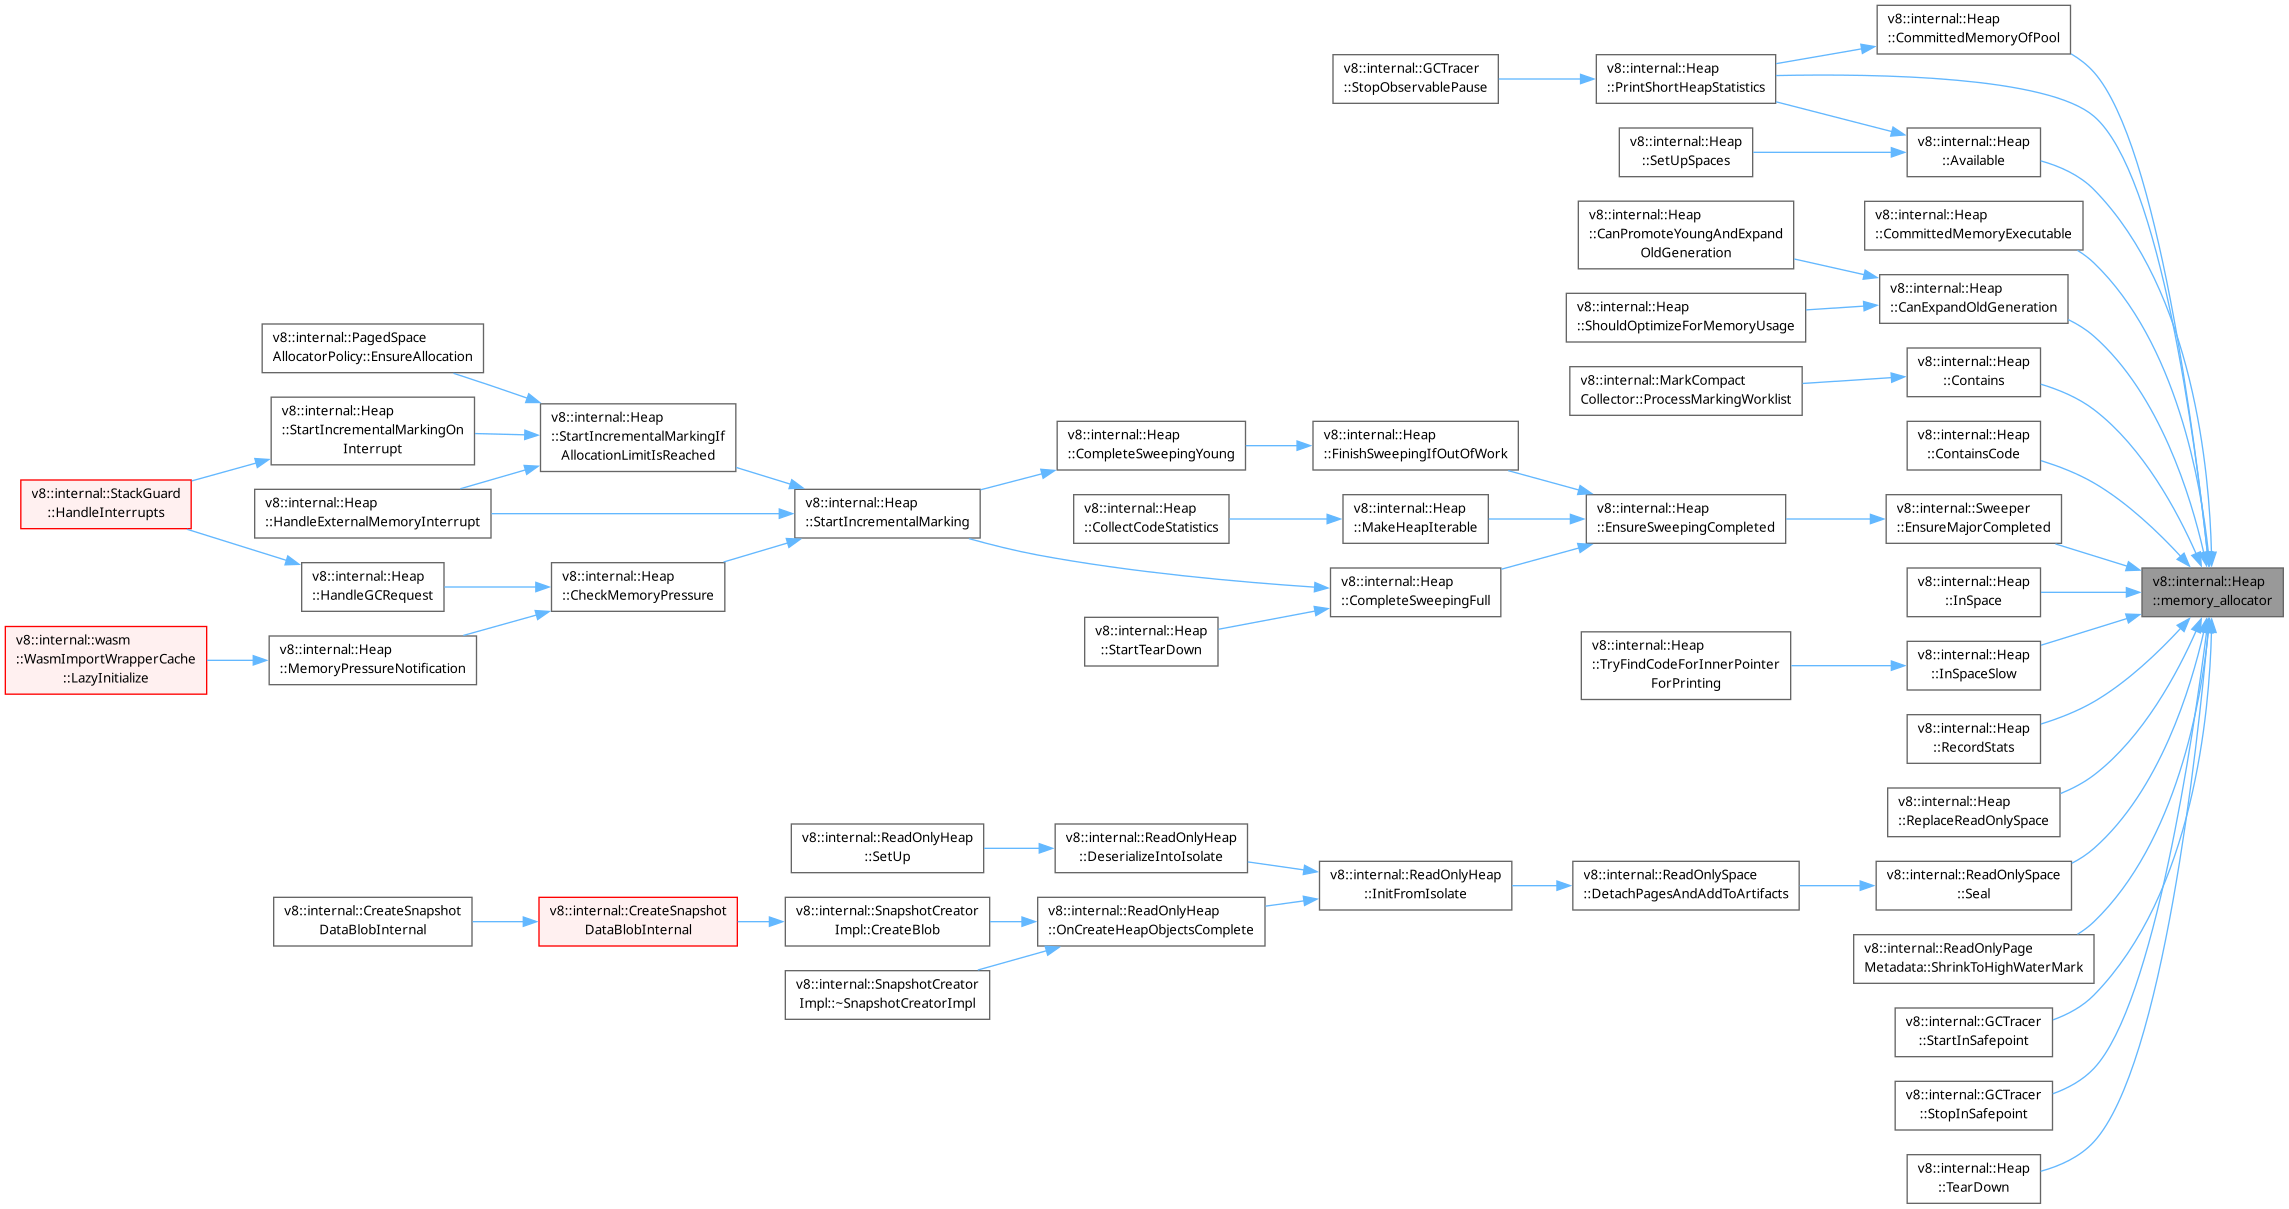 v8::internal::Heap
::CommittedMemoryOfPool
v8::internal::GCTracer
::StopObservablePause
v8::internal::Heap
::PrintShortHeapStatistics
v8::internal::Heap
::SetUpSpaces
v8::internal::Heap
::Available
v8::internal::Heap
::CanPromoteYoungAndExpand
OldGeneration
v8::internal::Heap
::CommittedMemoryExecutable
v8::internal::Heap
::ShouldOptimizeForMemoryUsage
v8::internal::Heap
::CanExpandOldGeneration
v8::internal::PagedSpace
AllocatorPolicy::EnsureAllocation
v8::internal::MarkCompact
Collector::ProcessMarkingWorklist
v8::internal::Heap
::Contains
v8::internal::Heap
::StartIncrementalMarkingOn
Interrupt
v8::internal::Heap
::StartIncrementalMarkingIf
AllocationLimitIsReached
v8::internal::Heap
::CompleteSweepingYoung
v8::internal::Heap
::FinishSweepingIfOutOfWork
v8::internal::Heap
::ContainsCode
v8::internal::StackGuard
::HandleInterrupts
v8::internal::Heap
::HandleExternalMemoryInterrupt
v8::internal::Heap
::StartIncrementalMarking
v8::internal::Heap
::CollectCodeStatistics
v8::internal::Heap
::MakeHeapIterable
v8::internal::Heap
::EnsureSweepingCompleted
v8::internal::Sweeper
::EnsureMajorCompleted
v8::internal::Heap
::HandleGCRequest
v8::internal::Heap
::CheckMemoryPressure
v8::internal::Heap
::CompleteSweepingFull
v8::internal::Heap
::InSpace
v8::internal::Heap
::memory_allocator
v8::internal::wasm
::WasmImportWrapperCache
::LazyInitialize
v8::internal::Heap
::MemoryPressureNotification
v8::internal::Heap
::StartTearDown
v8::internal::Heap
::TryFindCodeForInnerPointer
ForPrinting
v8::internal::Heap
::InSpaceSlow
v8::internal::Heap
::RecordStats
v8::internal::Heap
::ReplaceReadOnlySpace
v8::internal::ReadOnlyHeap
::SetUp
v8::internal::ReadOnlyHeap
::DeserializeIntoIsolate
v8::internal::ReadOnlyHeap
::InitFromIsolate
v8::internal::ReadOnlySpace
::DetachPagesAndAddToArtifacts
v8::internal::ReadOnlySpace
::Seal
v8::internal::CreateSnapshot
DataBlobInternal
v8::internal::CreateSnapshot
DataBlobInternal
v8::internal::SnapshotCreator
Impl::CreateBlob
v8::internal::ReadOnlyHeap
::OnCreateHeapObjectsComplete
v8::internal::ReadOnlyPage
Metadata::ShrinkToHighWaterMark
v8::internal::SnapshotCreator
Impl::~SnapshotCreatorImpl
v8::internal::GCTracer
::StartInSafepoint
v8::internal::GCTracer
::StopInSafepoint
v8::internal::Heap
::TearDown